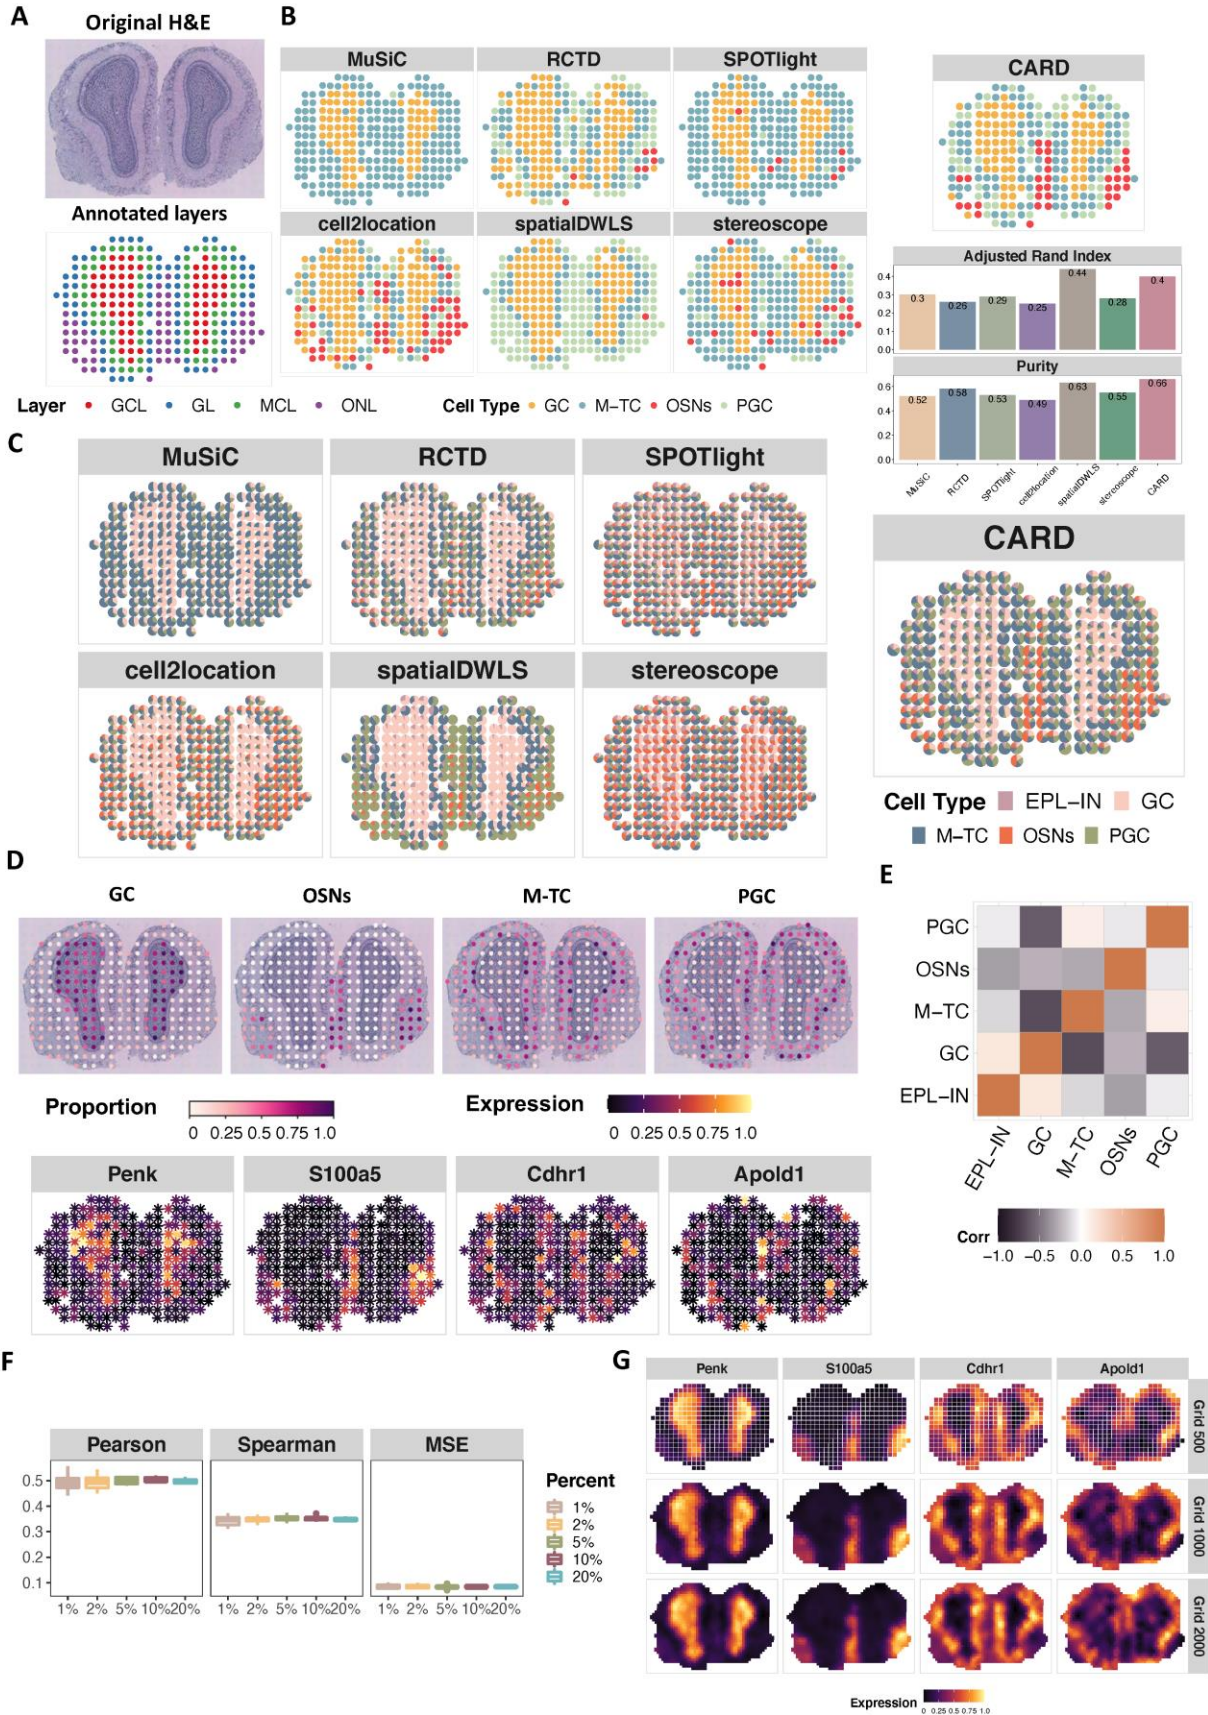 A
Original H&E
Annotated layers
Layer GCL GL MCL ONL
B
MuSiC RCTD SPOTlight
cell2location spatialDWLS stereoscope
Cell Type GC M-TC OSNs PGC
CARD
Adjusted Rand Index
0.4
0.3
0.2
0.1
0.0
0.3 0.26 0.29 0.25 0.44 0.28 0.4
Purity
0.6
0.4
0.2
0.0
0.52 0.58 0.53 0.49 0.63 0.55 0.66
MuSiC RCTD SPOTlight cell2location spatialDWLS stereoscope CARD
C
MuSiC RCTD SPOTlight
cell2location spatialDWLS stereoscope
CARD
Cell Type EPL-IN GC
M-TC OSNs PGC
D
GC OSNs M-TC PGC
Proportion
0 0.25 0.5 0.75 1.0
Expression
0 0.25 0.5 0.75 1.0
Penk S100a5 Cdhr1 Apold1
E
PGC
OSNs
M-TC
GC
EPL-IN
EPL-IN GC M-TC OSNs PGC
Corr
-1.0 -0.5 0.0 0.5 1.0
F
Pearson Spearman MSE
0.5
0.4
0.3
0.2
0.1
1% 2% 5% 10% 20% 1% 2% 5% 10% 20% 1% 2% 5% 10% 20%
Percent
1%
2%
5%
10%
20%
G
Penk S100a5 Cdhr1 Apold1
Grid 500
Grid 1000
Grid 2000
Expression
0 0.25 0.5 0.75 1.0